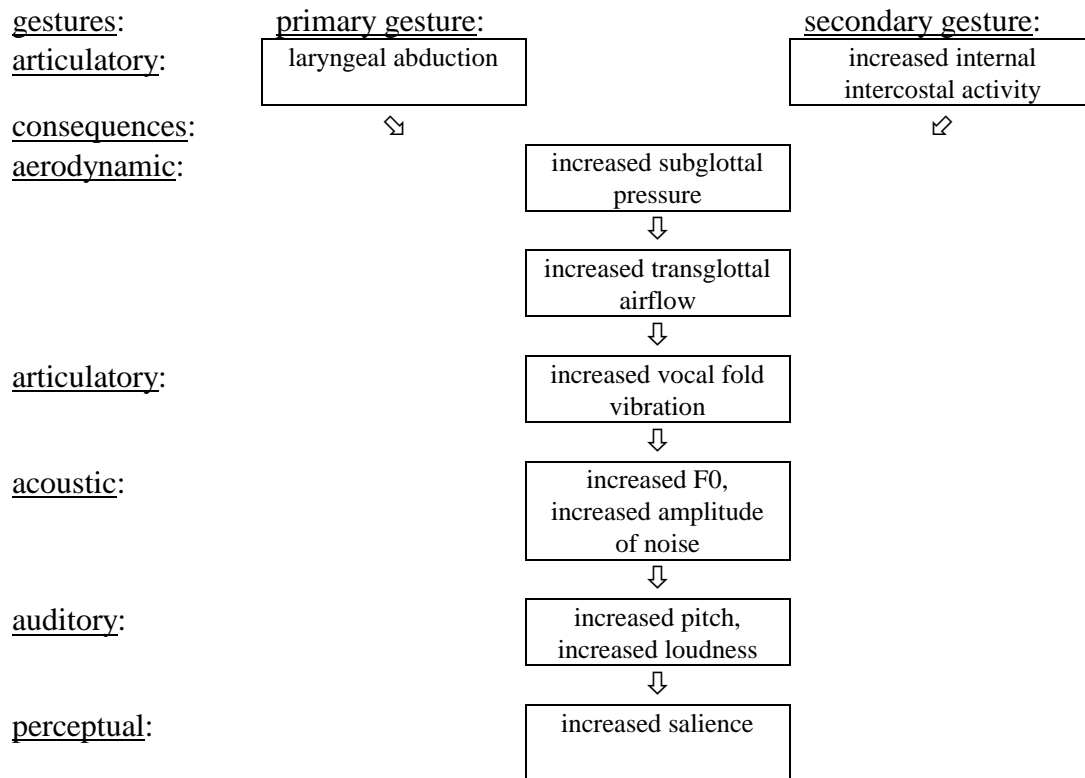 gestures: primary gesture: secondary gesture:
articulatory: laryngeal abduction increased internal
intercostal activity
consequences: ⬂ ⬃
aerodynamic: increased subglottal
pressure
⇩
increased transglottal
airflow
⇩
articulatory: increased vocal fold
vibration
⇩
acoustic: increased F0,
increased amplitude
of noise
⇩
auditory: increased pitch,
increased loudness
⇩
perceptual: increased salience